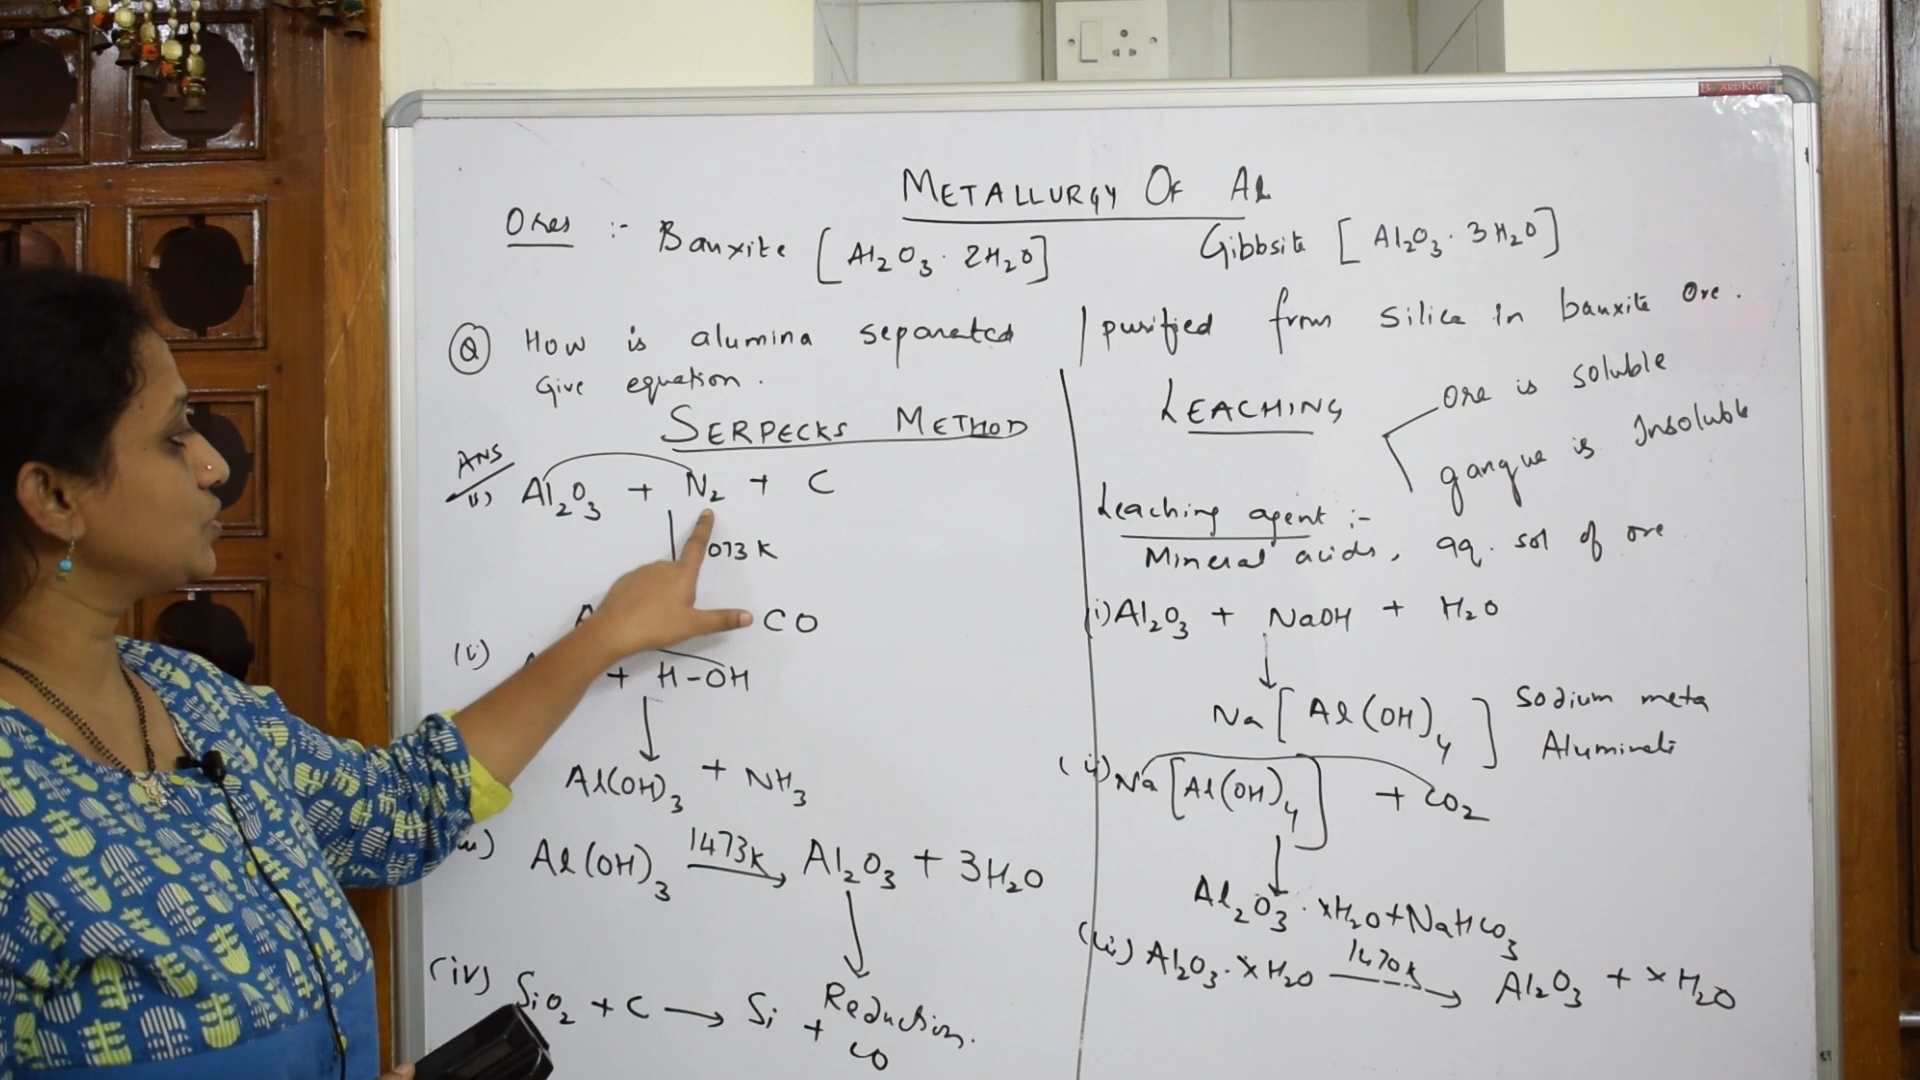 METALLURGY OF Al
Ores :- Bauxite [Al₂O₃. 2H₂O] Gibbsite [Al₂O₃. 3H₂O]
Q How is alumina separated / purified from silica in bauxite ore.
Give equation.
SERPECKS METHOD
ANS
Al₂O₃ + N₂ + C
073 K
CO
(ii)
+ H-OH
Al(OH)₃ + NH₃
Al(OH)₃ 1473K → Al₂O₃ + 3H₂O
Reduction.
(iv) SiO₂ + C → Si + CO
LEACHING
ore is soluble
gangue is Insoluble
Leaching agent :-
Mineral acids, aq. sol of ore
(i) Al₂O₃ + NaOH + H₂O
Na [Al(OH)₄] Sodium meta
Aluminate
(ii) Na [Al(OH)₄] + CO₂
Al₂O₃. xH₂O + NaHCO₃
(iii) Al₂O₃. xH₂O 1470K → Al₂O₃ + xH₂O